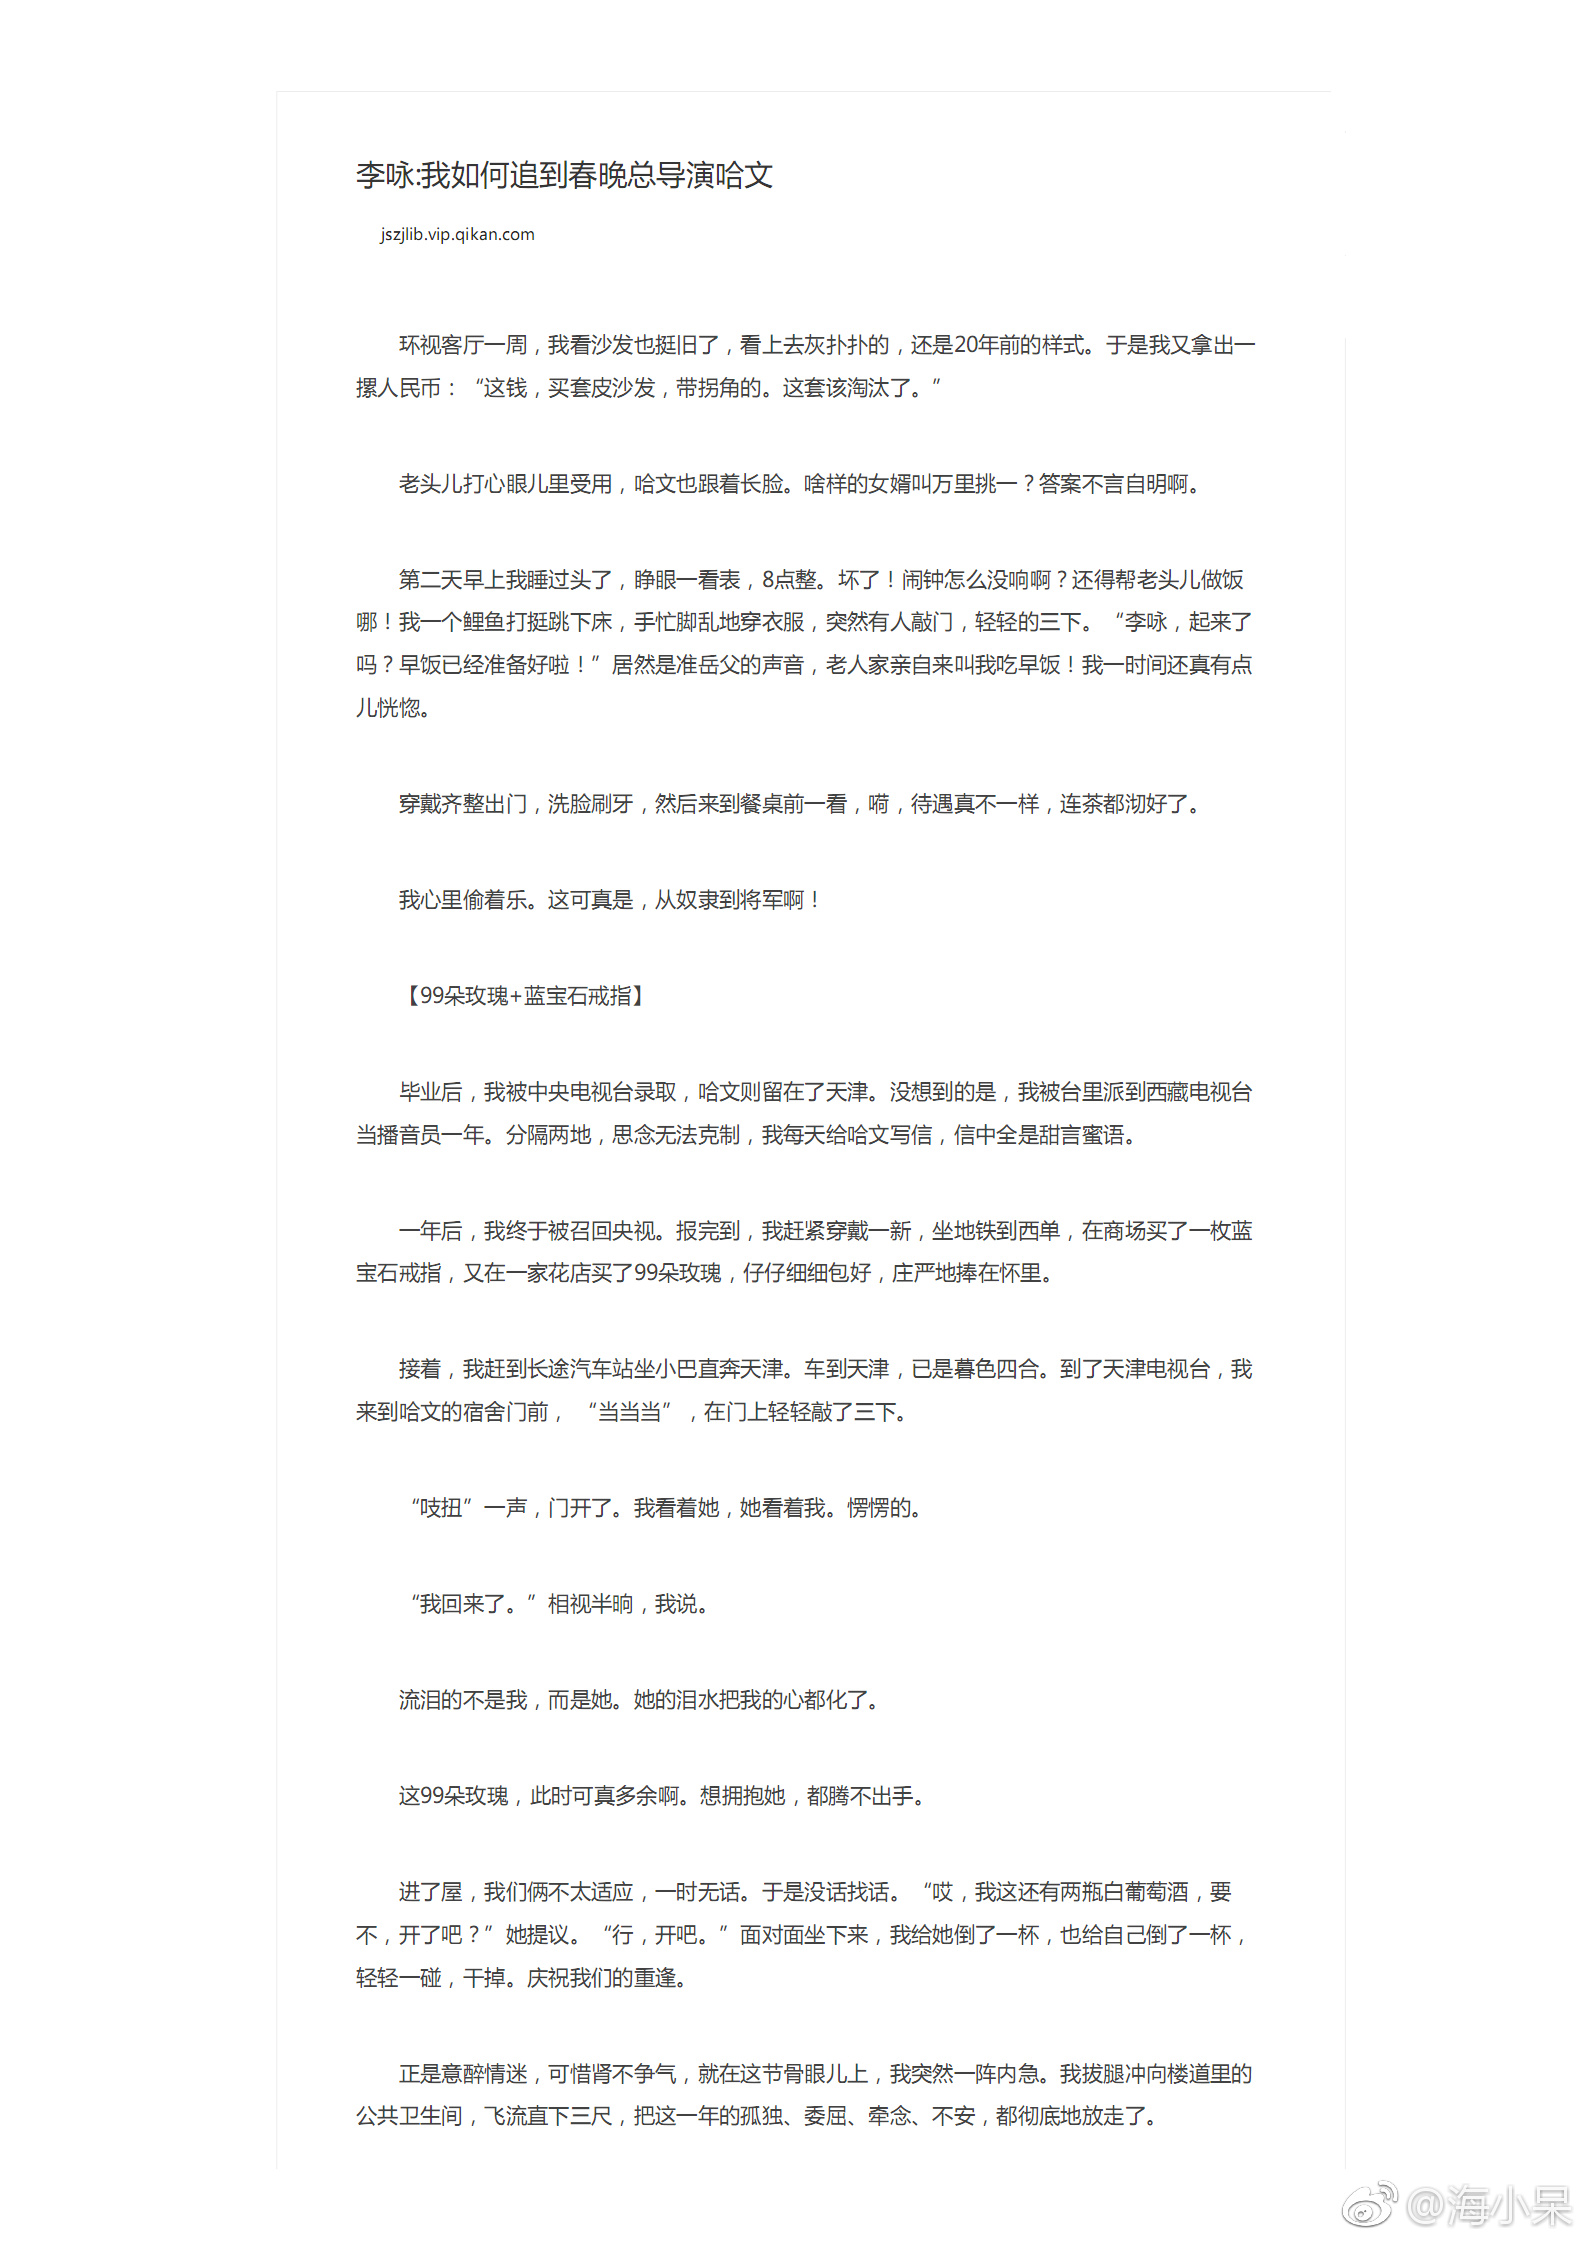 李咏:我如何追到春晚总导演哈文
jszjlib.vip.qikan.com
环视客厅一周，我看沙发也挺旧了，看上去灰扑扑的，还是20年前的样式。于是我又拿出一
摞人民币：“这钱，买套皮沙发，带拐角的。这套该淘汰了。”
老头儿打心眼儿里受用，哈文也跟着长脸。啥样的女婿叫万里挑一？答案不言自明啊。
第二天早上我睡过头了，睁眼一看表，8点整。坏了！闹钟怎么没响啊？还得帮老头儿做饭
哪！我一个鲤鱼打挺跳下床，手忙脚乱地穿衣服，突然有人敲门，轻轻的三下。“李咏，起来了
吗？早饭已经准备好啦！”居然是准岳父的声音，老人家亲自来叫我吃早饭！我一时间还真有点
儿恍惚。
穿戴齐整出门，洗脸刷牙，然后来到餐桌前一看，嗬，待遇真不一样，连茶都沏好了。
我心里偷着乐。这可真是，从奴隶到将军啊！
【99朵玫瑰+蓝宝石戒指】
毕业后，我被中央电视台录取，哈文则留在了天津。没想到的是，我被台里派到西藏电视台
当播音员一年。分隔两地，思念无法克制，我每天给哈文写信，信中全是甜言蜜语。
一年后，我终于被召回央视。报完到，我赶紧穿戴一新，坐地铁到西单，在商场买了一枚蓝
宝石戒指，又在一家花店买了99朵玫瑰，仔仔细细包好，庄严地捧在怀里。
接着，我赶到长途汽车站坐小巴直奔天津。车到天津，已是暮色四合。到了天津电视台，我
来到哈文的宿舍门前，“当当当”，在门上轻轻敲了三下。
“吱扭”一声，门开了。我看着她，她看着我。愣愣的。
“我回来了。”相视半晌，我说。
流泪的不是我，而是她。她的泪水把我的心都化了。
这99朵玫瑰，此时可真多余啊。想拥抱她，都腾不出手。
进了屋，我们俩不太适应，一时无话。于是没话找话。“哎，我这还有两瓶白葡萄酒，要
不，开了吧？”她提议。“行，开吧。”面对面坐下来，我给她倒了一杯，也给自己倒了一杯，
轻轻一碰，干掉。庆祝我们的重逢。
正是意醉情迷，可惜肾不争气，就在这节骨眼儿上，我突然一阵内急。我拔腿冲向楼道里的
公共卫生间，飞流直下三尺，把这一年的孤独、委屈、牵念、不安，都彻底地放走了。
@海小呆